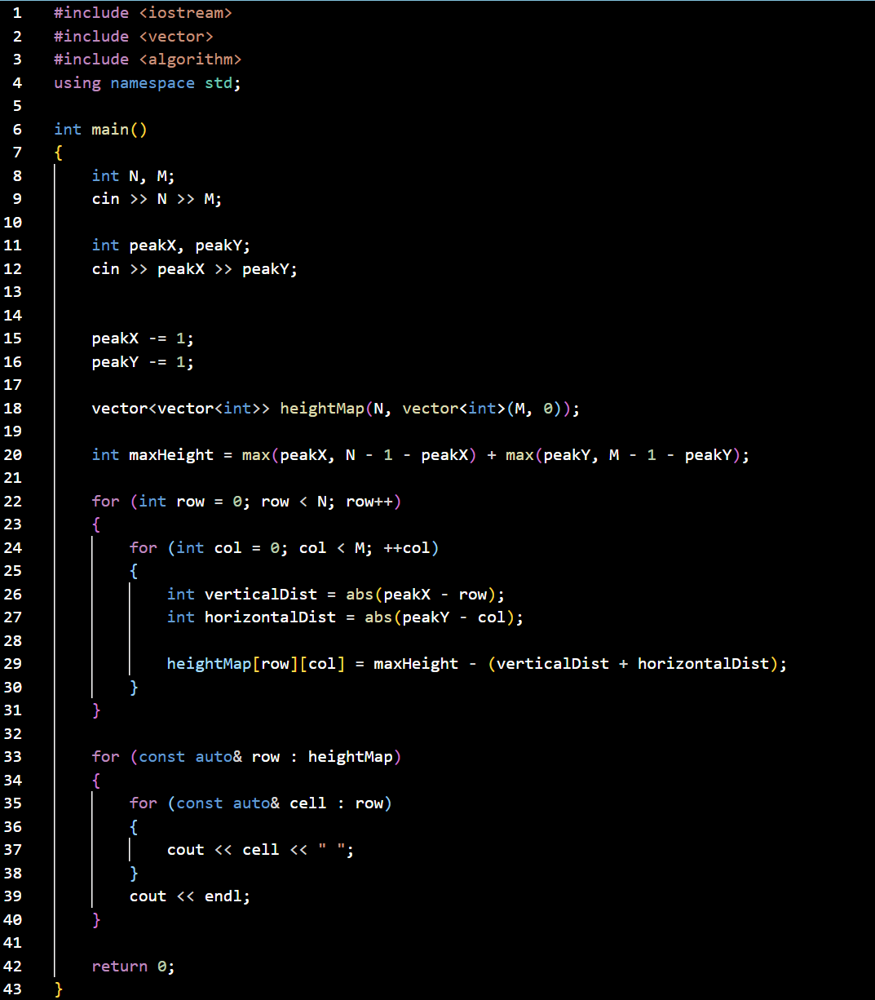 1 #include <iostream>
2 #include <vector>
3 #include <algorithm>
4 using namespace std;
5
6 int main()
7 {
8     int N, M;
9     cin >> N >> M;
10
11     int peakX, peakY;
12     cin >> peakX >> peakY;
13
14
15     peakX -= 1;
16     peakY -= 1;
17
18     vector<vector<int>> heightMap(N, vector<int>(M, 0));
19
20     int maxHeight = max(peakX, N - 1 - peakX) + max(peakY, M - 1 - peakY);
21
22     for (int row = 0; row < N; row++)
23     {
24         for (int col = 0; col < M; ++col)
25         {
26             int verticalDist = abs(peakX - row);
27             int horizontalDist = abs(peakY - col);
28
29             heightMap[row][col] = maxHeight - (verticalDist + horizontalDist);
30         }
31     }
32
33     for (const auto& row : heightMap)
34     {
35         for (const auto& cell : row)
36         {
37             cout << cell << " ";
38         }
39         cout << endl;
40     }
41
42     return 0;
43 }